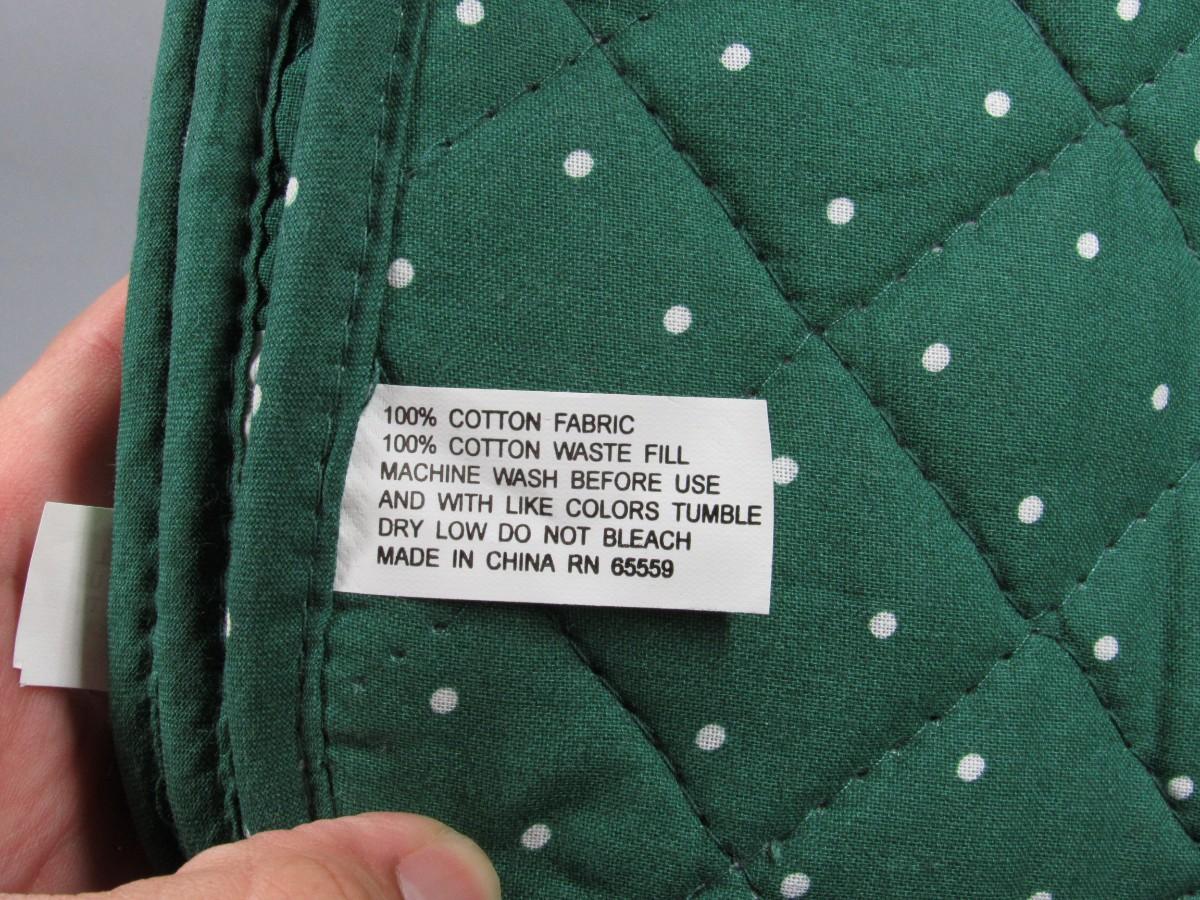 100% COTTON FABRIC
100% COTTON WASTE FILL
MACHINE WASH BEFORE USE
AND WITH LIKE COLORS TUMBLE
DRY LOW DO NOT BLEACH
MADE IN CHINA RN 65559